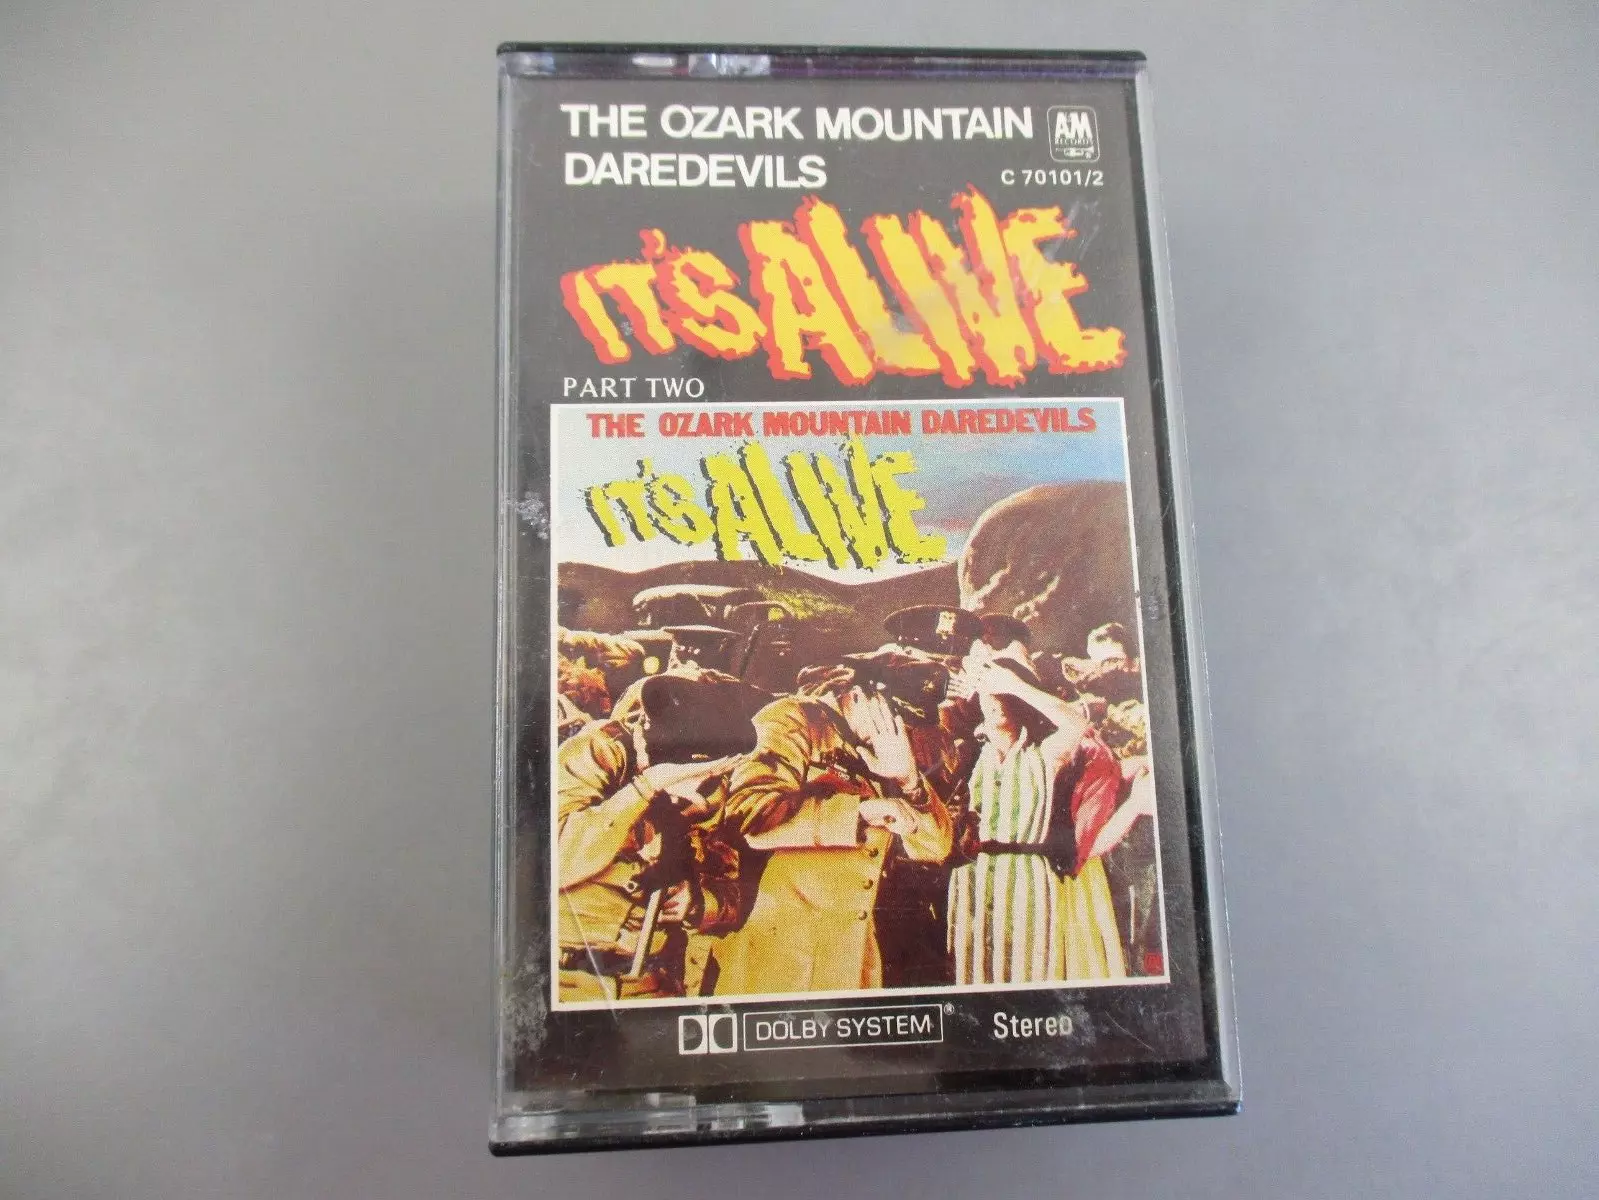 THE OZARK MOUNTAIN
DAREDEVILS
A&M
RECORDS
C 70101/2
IT'S ALIVE
PART TWO
THE OZARK MOUNTAIN DAREDEVILS
IT'S ALIVE
DOLBY SYSTEM®
Stereo